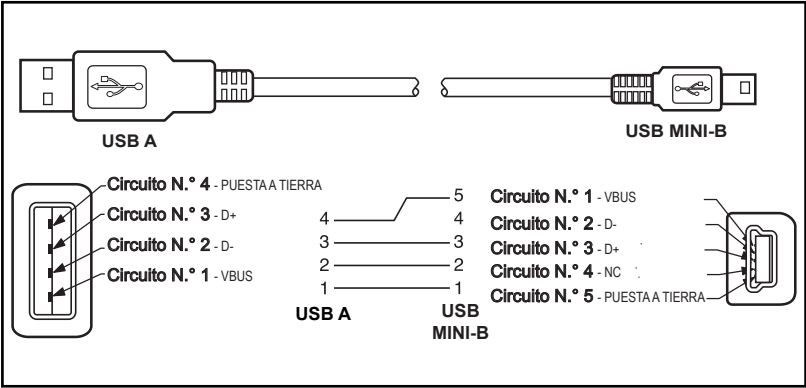 USB A
USB MINI-B
Circuito N.° 4 - PUESTA A TIERRA
Circuito N.° 3 - D+
Circuito N.° 2 - D-
Circuito N.° 1 - VBUS
4 5
4
3 3
2 2
1 1
USB A
USB
MINI-B
Circuito N.° 1 - VBUS
Circuito N.° 2 - D-
Circuito N.° 3 - D+
Circuito N.° 4 - NC
Circuito N.° 5 - PUESTA A TIERRA